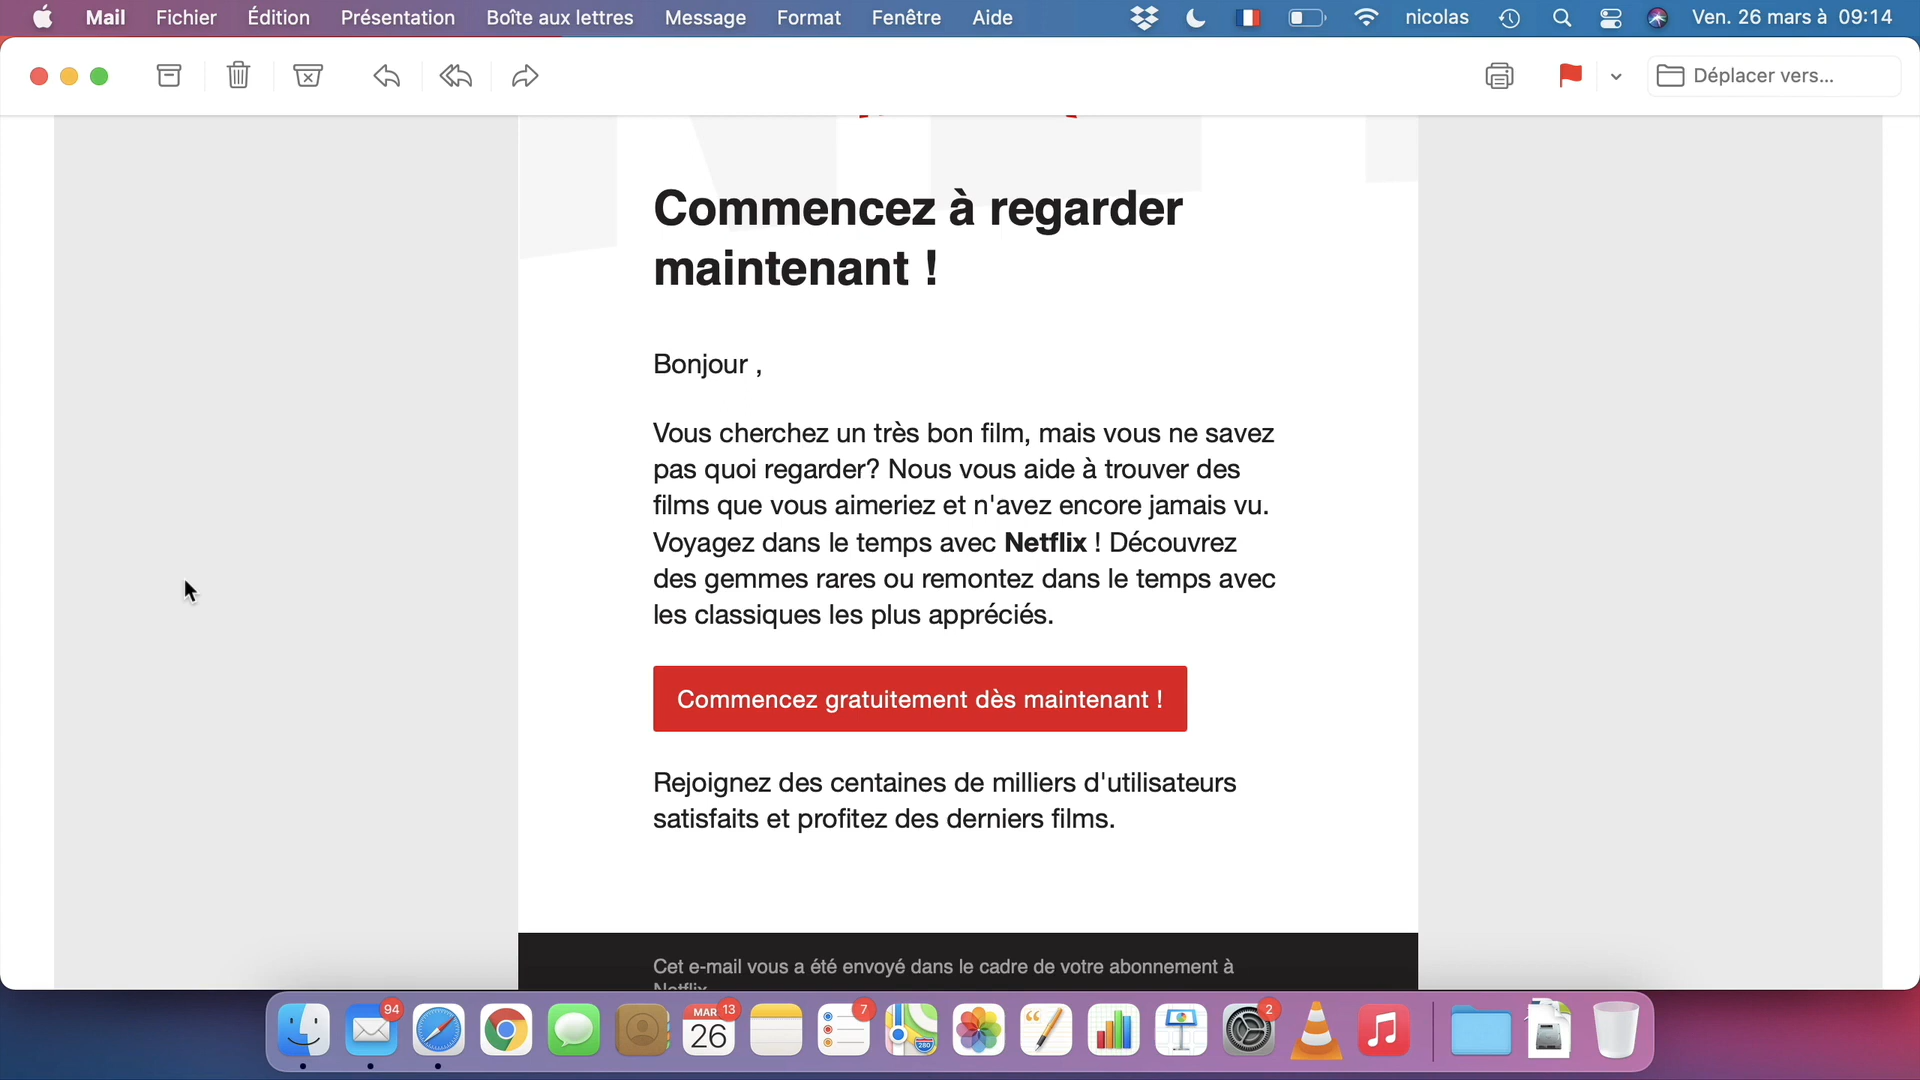 Mail Fichier Édition Présentation Boîte aux lettres Message Format Fenêtre Aide nicolas Ven. 26 mars à 09:14
Déplacer vers...
Commencez à regarder
maintenant !
Bonjour ,
Vous cherchez un très bon film, mais vous ne savez
pas quoi regarder? Nous vous aide à trouver des
films que vous aimeriez et n'avez encore jamais vu.
Voyagez dans le temps avec Netflix ! Découvrez
des gemmes rares ou remontez dans le temps avec
les classiques les plus appréciés.
Commencez gratuitement dès maintenant !
Rejoignez des centaines de milliers d'utilisateurs
satisfaits et profitez des derniers films.
Cet e-mail vous a été envoyé dans le cadre de votre abonnement à
Netflix
94 MAR 13 7 2
26 280